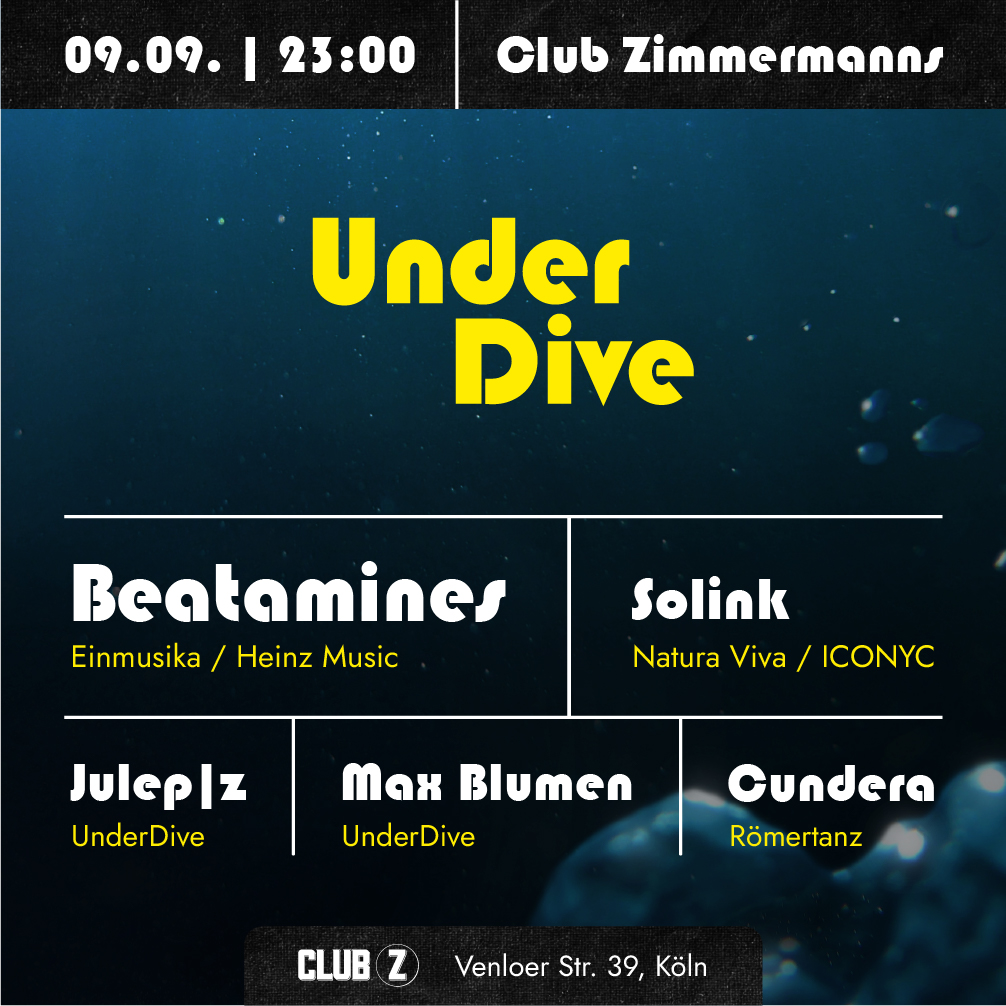 09.09. | 23:00
Club Zimmermanns
Under
Dive
Beatamines
Einmusika / Heinz Music
Solink
Natura Viva / ICONYC
Julep|z
UnderDive
Max Blumen
UnderDive
Cundera
Römertanz
CLUB Z
Venloer Str. 39, Köln